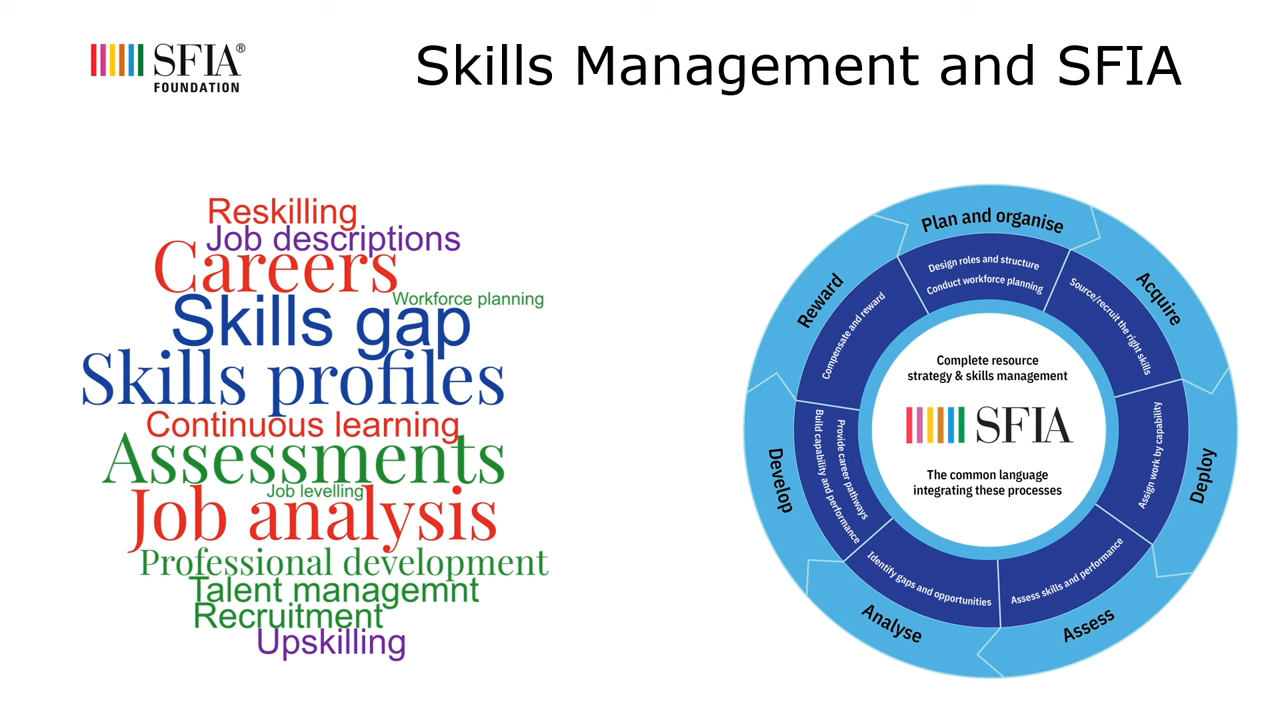 SFIA®
FOUNDATION
Skills Management and SFIA
Reskilling
Job descriptions
Careers
Workforce planning
Skills gap
Skills profiles
Continuous learning
Assessments
Job levelling
Job analysis
Professional development
Talent managemnt
Recruitment
Upskilling
Plan and organise
Design roles and structure
Conduct workforce planning
Acquire
Source/recruit the right skills
Deploy
Assign work by capability
Assess
Assess skills and performance
Analyse
Identify gaps and opportunities
Develop
Build capability and performance
Provide career pathways
Reward
Compensate and reward
Complete resource
strategy & skills management
SFIA
The common language
integrating these processes